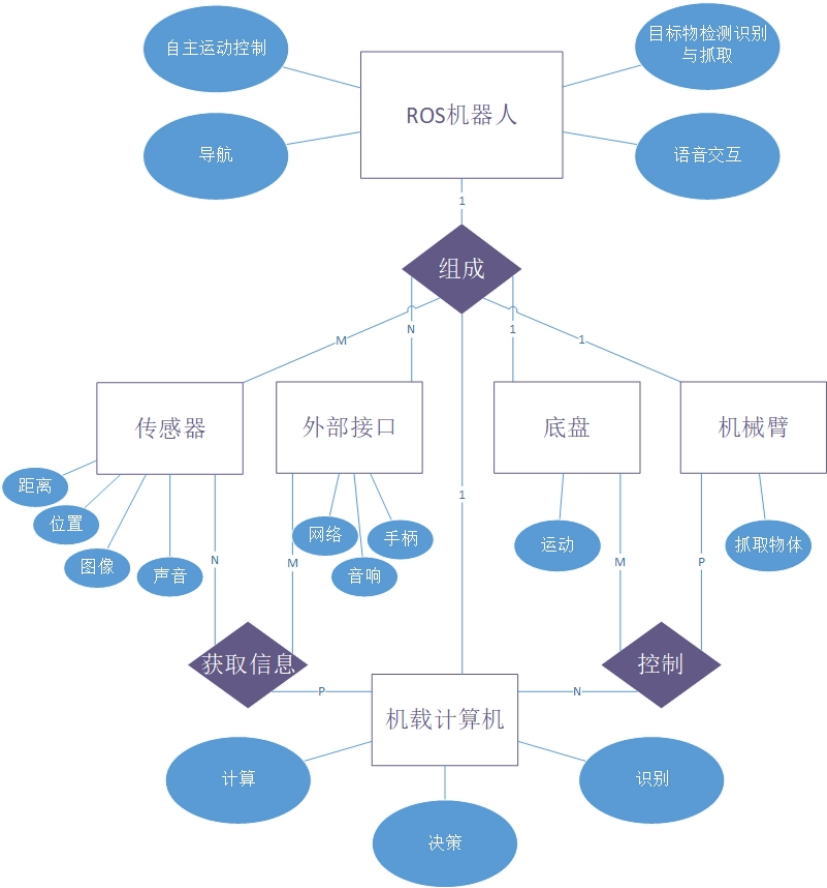 自主运动控制
目标物检测识别
与抓取
ROS机器人
导航
语音交互
1
组成
M
N
1
1
传感器
外部接口
底盘
机械臂
距离
位置
图像
声音
网络
音响
手柄
1
运动
抓取物体
N
M
M
P
获取信息
控制
P
N
机载计算机
计算
识别
决策